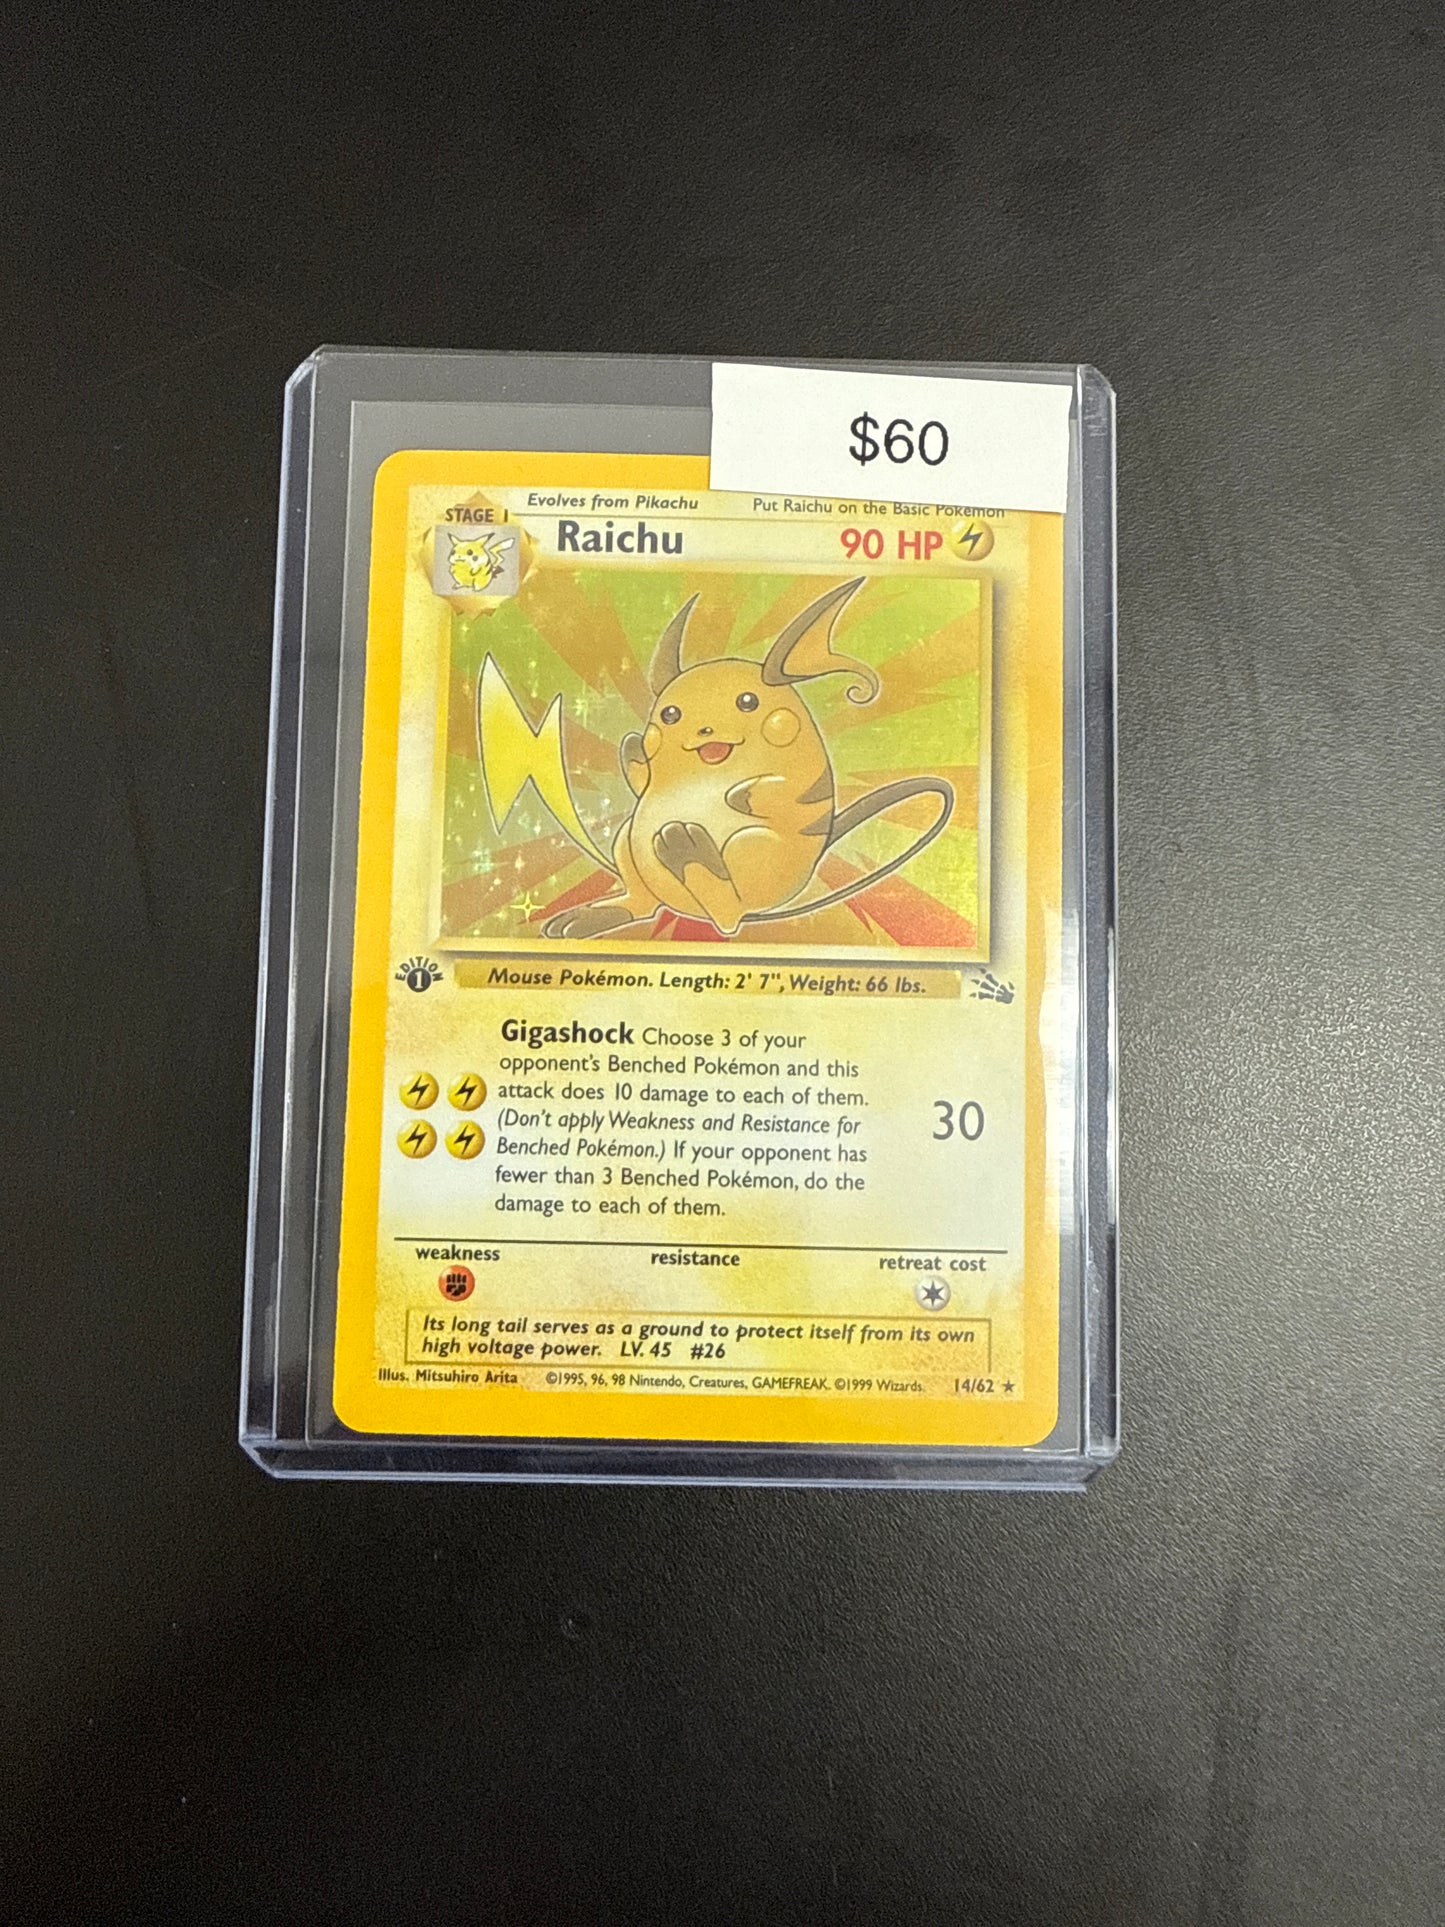 $60
Evolves from Pikachu Put Raichu on the Basic Pokémon
STAGE 1
Raichu 90 HP
EDITION
1
Mouse Pokémon. Length: 2' 7", Weight: 66 lbs.
Gigashock Choose 3 of your
opponent's Benched Pokémon and this
attack does 10 damage to each of them.
(Don't apply Weakness and Resistance for
Benched Pokémon.) If your opponent has
fewer than 3 Benched Pokémon, do the
damage to each of them.
30
weakness resistance retreat cost
Its long tail serves as a ground to protect itself from its own
high voltage power. LV. 45 #26
Illus. Mitsuhiro Arita ©1995, 96, 98 Nintendo, Creatures, GAMEFREAK. ©1999 Wizards. 14/62 ★